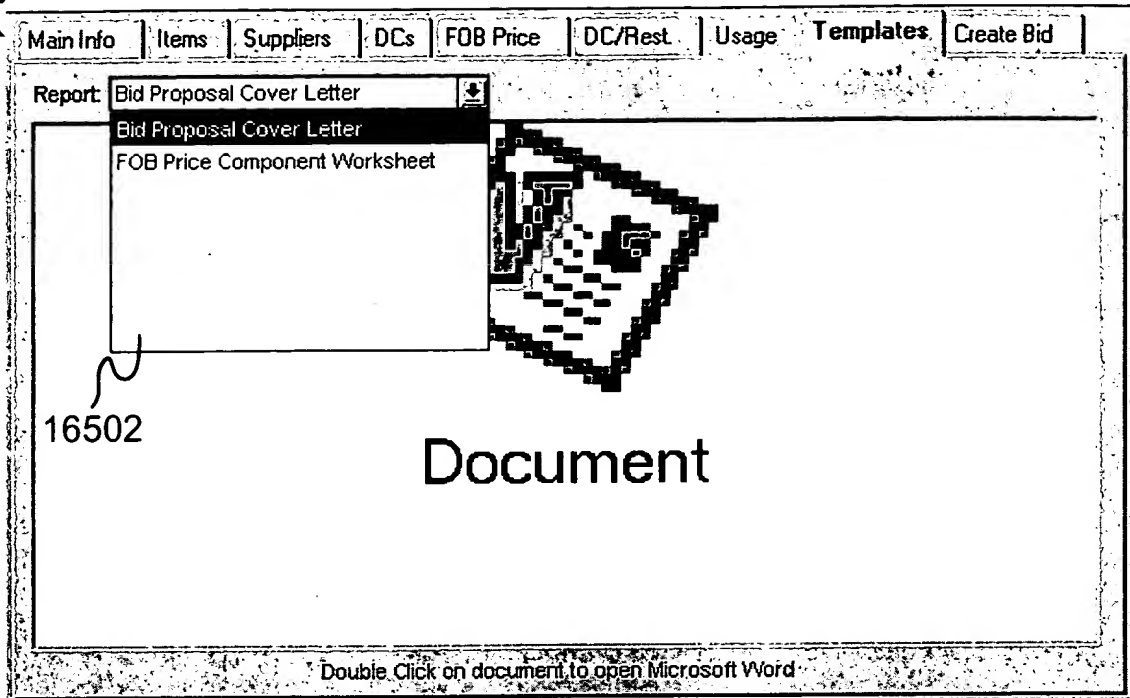 Main Info Items Suppliers DCs FOB Price DC/Rest. Usage Templates Create Bid
Report: Bid Proposal Cover Letter
Bid Proposal Cover Letter
FOB Price Component Worksheet
16502
Document
Double Click on document to open Microsoft Word